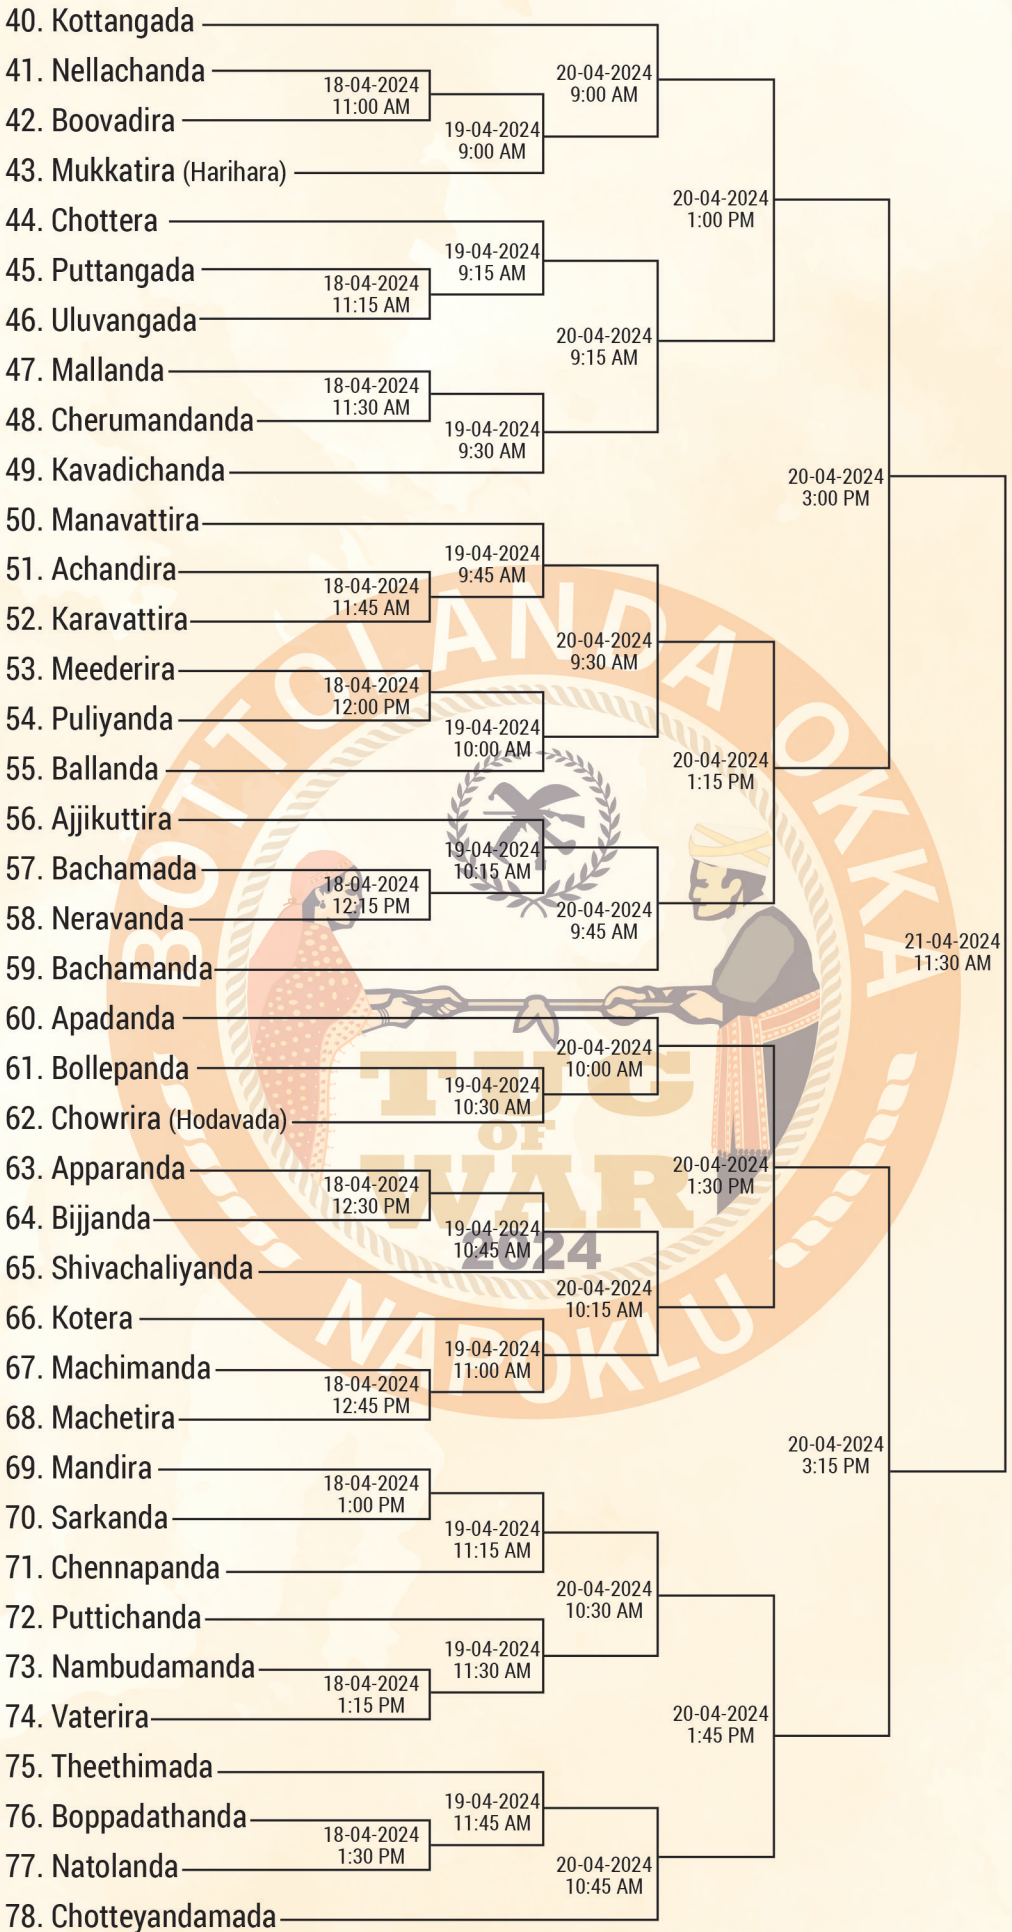 40. Kottangada
41. Nellachanda
18-04-2024
11:00 AM
20-04-2024
9:00 AM
42. Boovadira
19-04-2024
9:00 AM
43. Mukkatira (Harihara)
20-04-2024
1:00 PM
44. Chottera
19-04-2024
9:15 AM
45. Puttangada
18-04-2024
11:15 AM
46. Uluvangada
20-04-2024
9:15 AM
47. Mallanda
18-04-2024
11:30 AM
48. Cherumandanda
19-04-2024
9:30 AM
49. Kavadichanda
20-04-2024
3:00 PM
50. Manavattira
19-04-2024
9:45 AM
51. Achandira
18-04-2024
11:45 AM
52. Karavattira
20-04-2024
9:30 AM
53. Meederira
18-04-2024
12:00 PM
54. Puliyanda
19-04-2024
10:00 AM
55. Ballanda
20-04-2024
1:15 PM
56. Ajjikuttira
19-04-2024
10:15 AM
57. Bachamada
18-04-2024
12:15 PM
58. Neravanda
20-04-2024
9:45 AM
21-04-2024
11:30 AM
59. Bachamanda
60. Apadanda
20-04-2024
10:00 AM
61. Bollepanda
19-04-2024
10:30 AM
62. Chowrira (Hodavada)
63. Apparanda
20-04-2024
1:30 PM
18-04-2024
12:30 PM
64. Bijjanda
19-04-2024
10:45 AM
65. Shivachaliyanda
20-04-2024
10:15 AM
66. Kotera
19-04-2024
11:00 AM
67. Machimanda
18-04-2024
12:45 PM
68. Machetira
20-04-2024
3:15 PM
69. Mandira
18-04-2024
1:00 PM
70. Sarkanda
19-04-2024
11:15 AM
71. Chennapanda
20-04-2024
10:30 AM
72. Puttichanda
19-04-2024
11:30 AM
73. Nambudamanda
18-04-2024
1:15 PM
74. Vaterira
20-04-2024
1:45 PM
75. Theethimada
19-04-2024
11:45 AM
76. Boppadathanda
18-04-2024
1:30 PM
77. Natolanda
20-04-2024
10:45 AM
78. Chotteyandamada
BOTTOLANDA OKKA
TUG
OF
WAR
2024
NAPOKLU